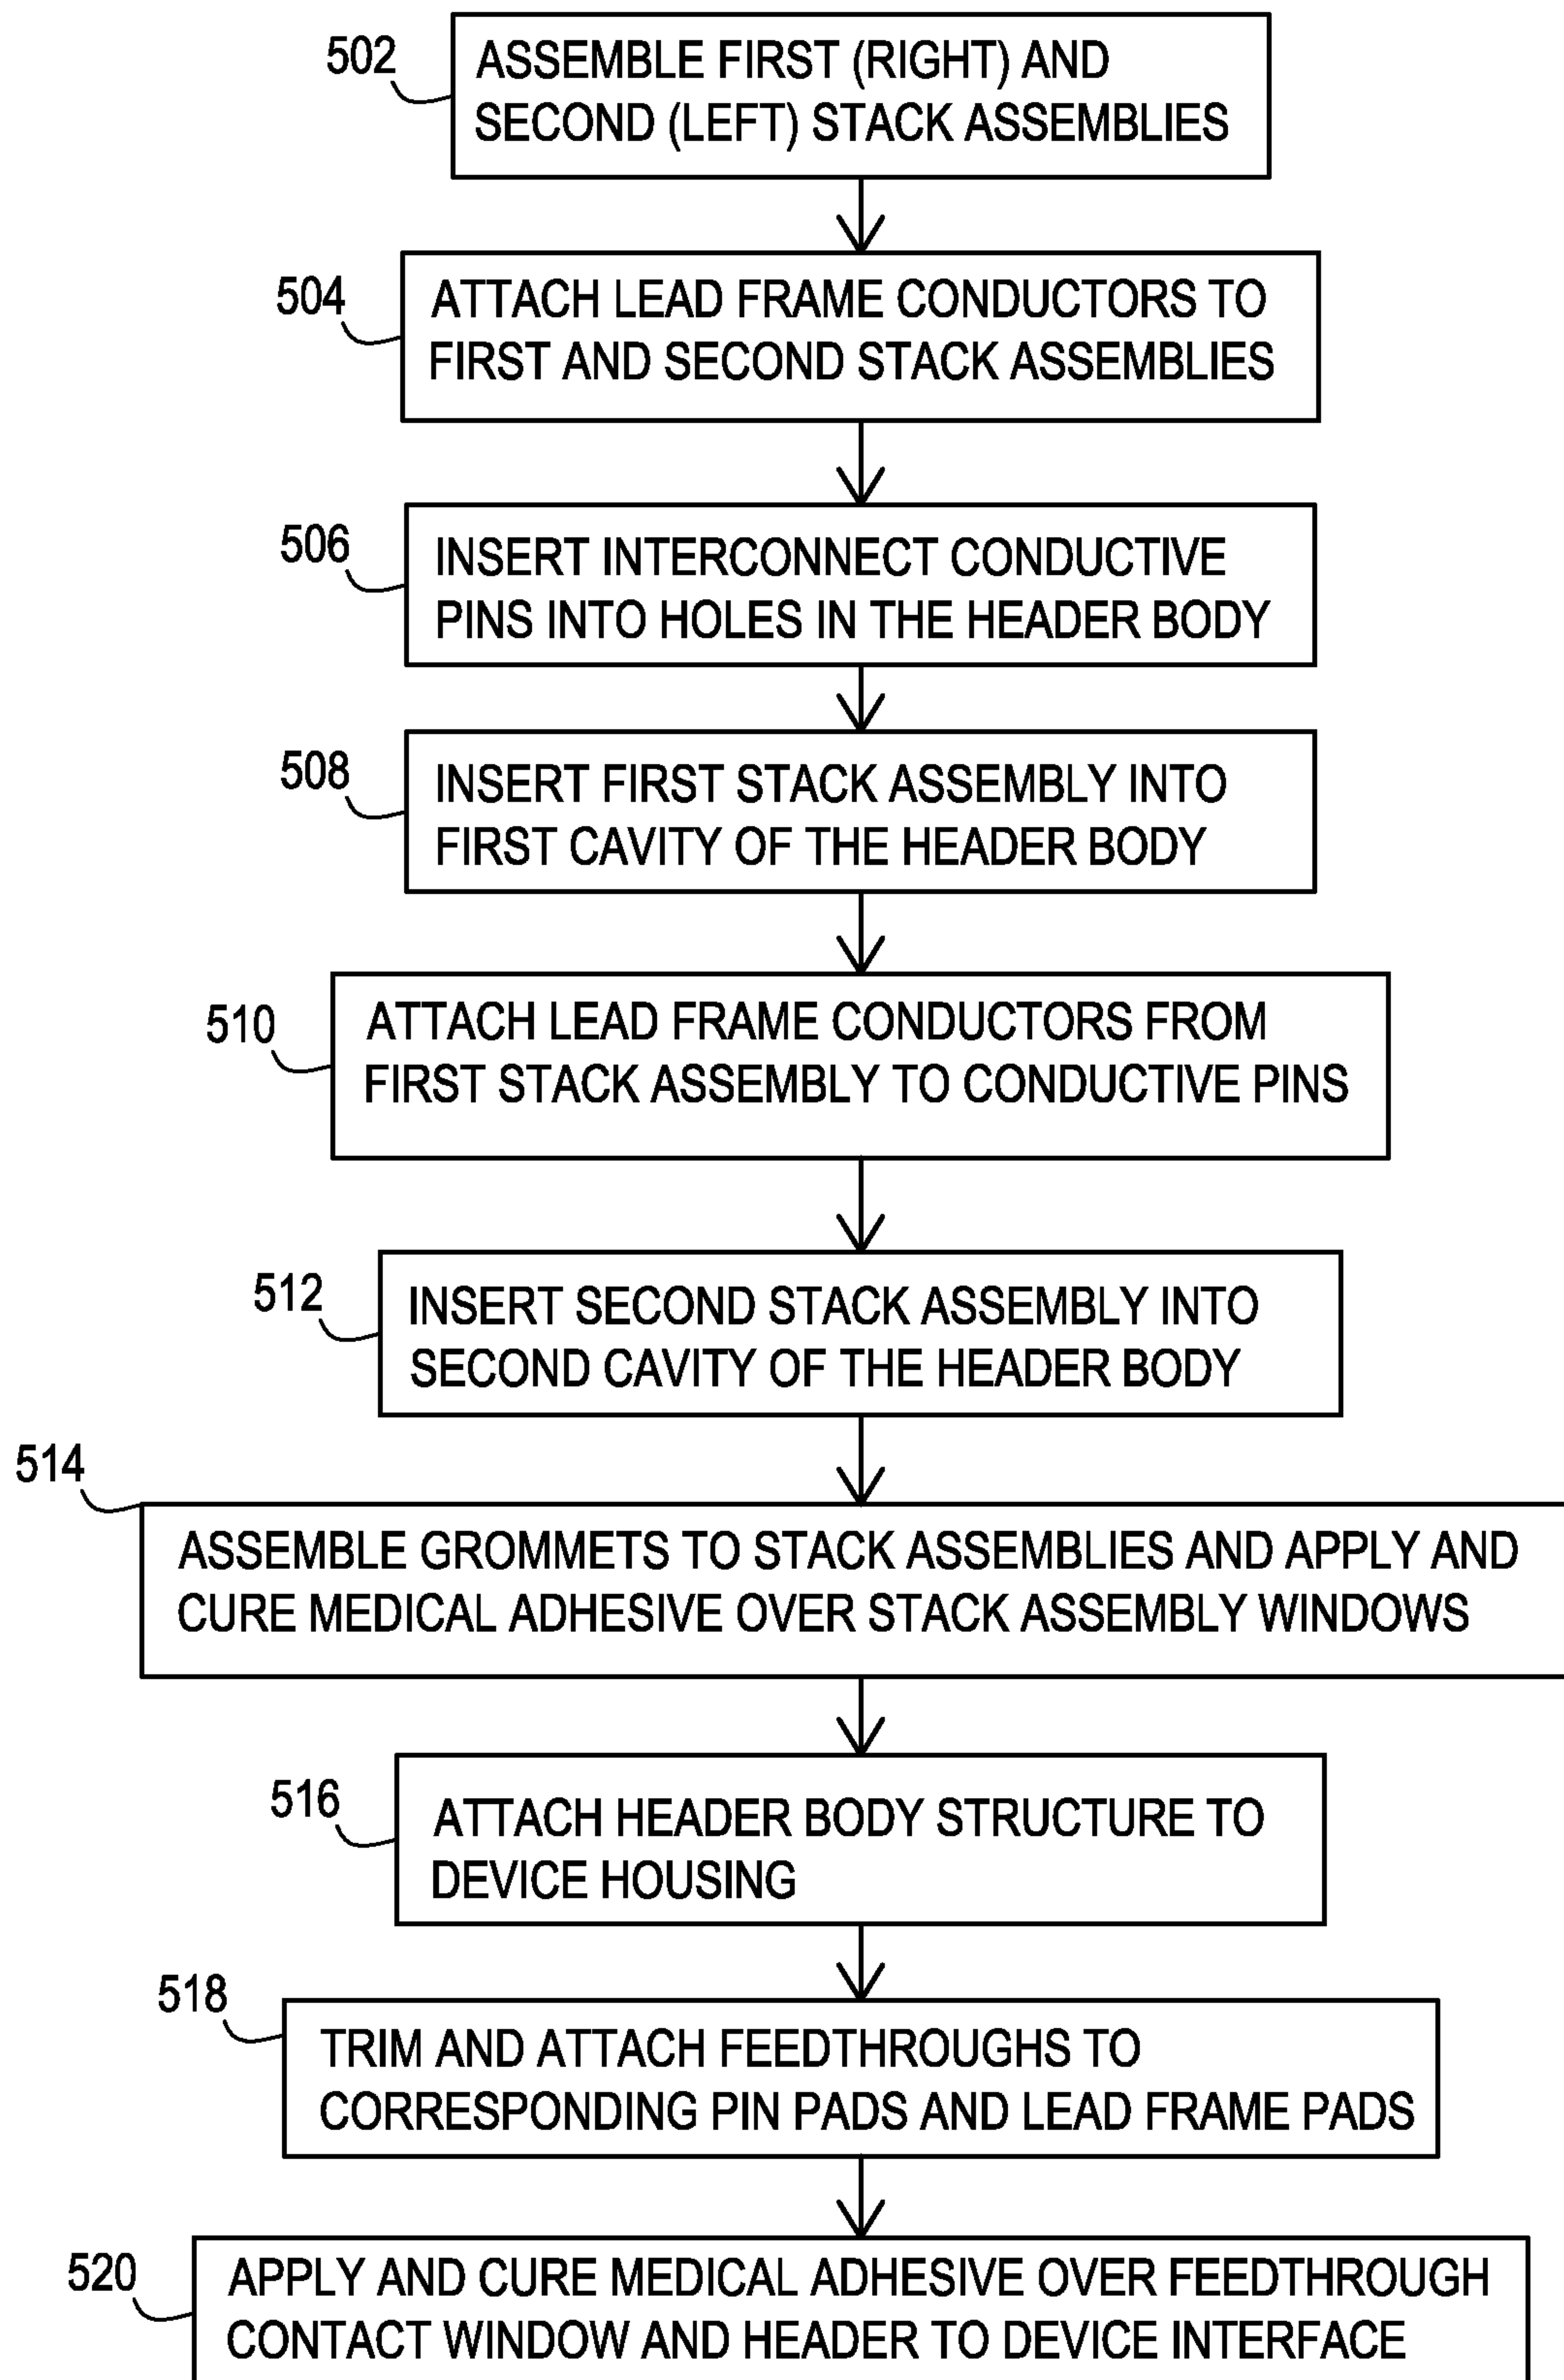 502
ASSEMBLE FIRST (RIGHT) AND
SECOND (LEFT) STACK ASSEMBLIES
504
ATTACH LEAD FRAME CONDUCTORS TO
FIRST AND SECOND STACK ASSEMBLIES
506
INSERT INTERCONNECT CONDUCTIVE
PINS INTO HOLES IN THE HEADER BODY
508
INSERT FIRST STACK ASSEMBLY INTO
FIRST CAVITY OF THE HEADER BODY
510
ATTACH LEAD FRAME CONDUCTORS FROM
FIRST STACK ASSEMBLY TO CONDUCTIVE PINS
512
INSERT SECOND STACK ASSEMBLY INTO
SECOND CAVITY OF THE HEADER BODY
514
ASSEMBLE GROMMETS TO STACK ASSEMBLIES AND APPLY AND
CURE MEDICAL ADHESIVE OVER STACK ASSEMBLY WINDOWS
516
ATTACH HEADER BODY STRUCTURE TO
DEVICE HOUSING
518
TRIM AND ATTACH FEEDTHROUGHS TO
CORRESPONDING PIN PADS AND LEAD FRAME PADS
520
APPLY AND CURE MEDICAL ADHESIVE OVER FEEDTHROUGH
CONTACT WINDOW AND HEADER TO DEVICE INTERFACE